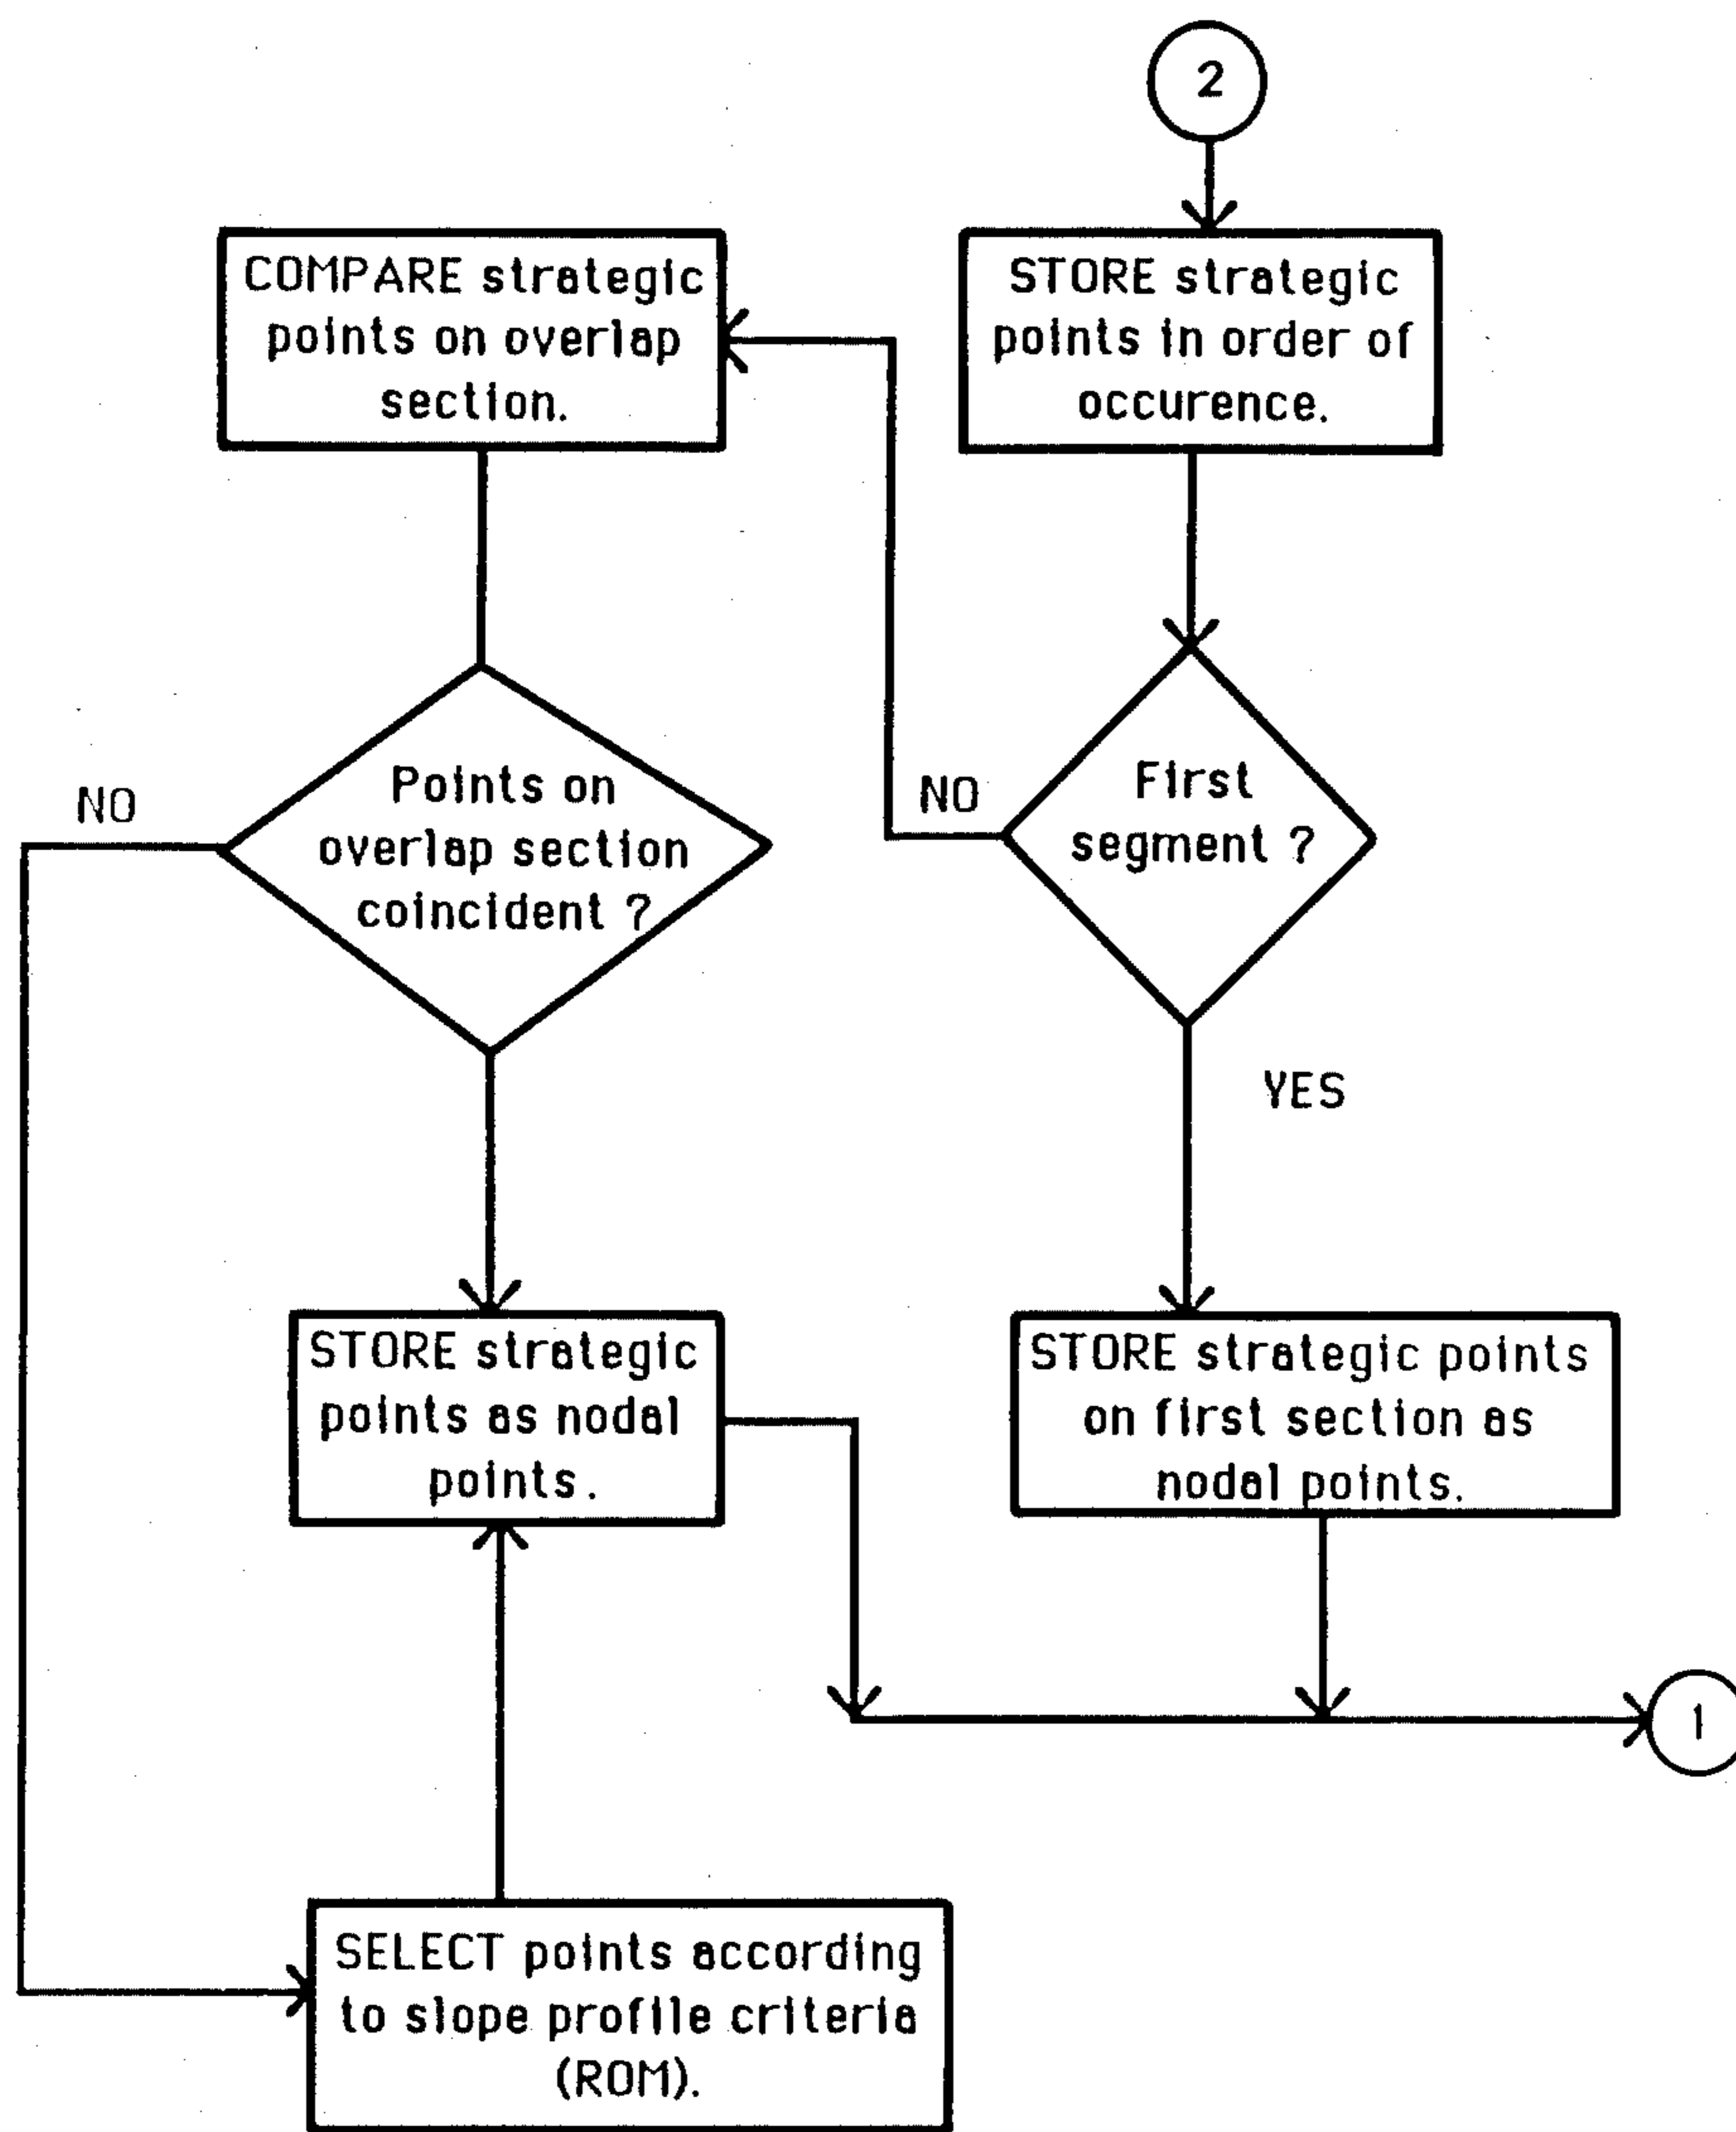 2
COMPARE strategic
points on overlap
section.
STORE strategic
points in order of
occurence.
NO
Points on
overlap section
coincident ?
NO
First
segment ?
YES
STORE strategic
points as nodal
points.
STORE strategic points
on first section as
nodal points.
1
SELECT points according
to slope profile criteria
(ROM).